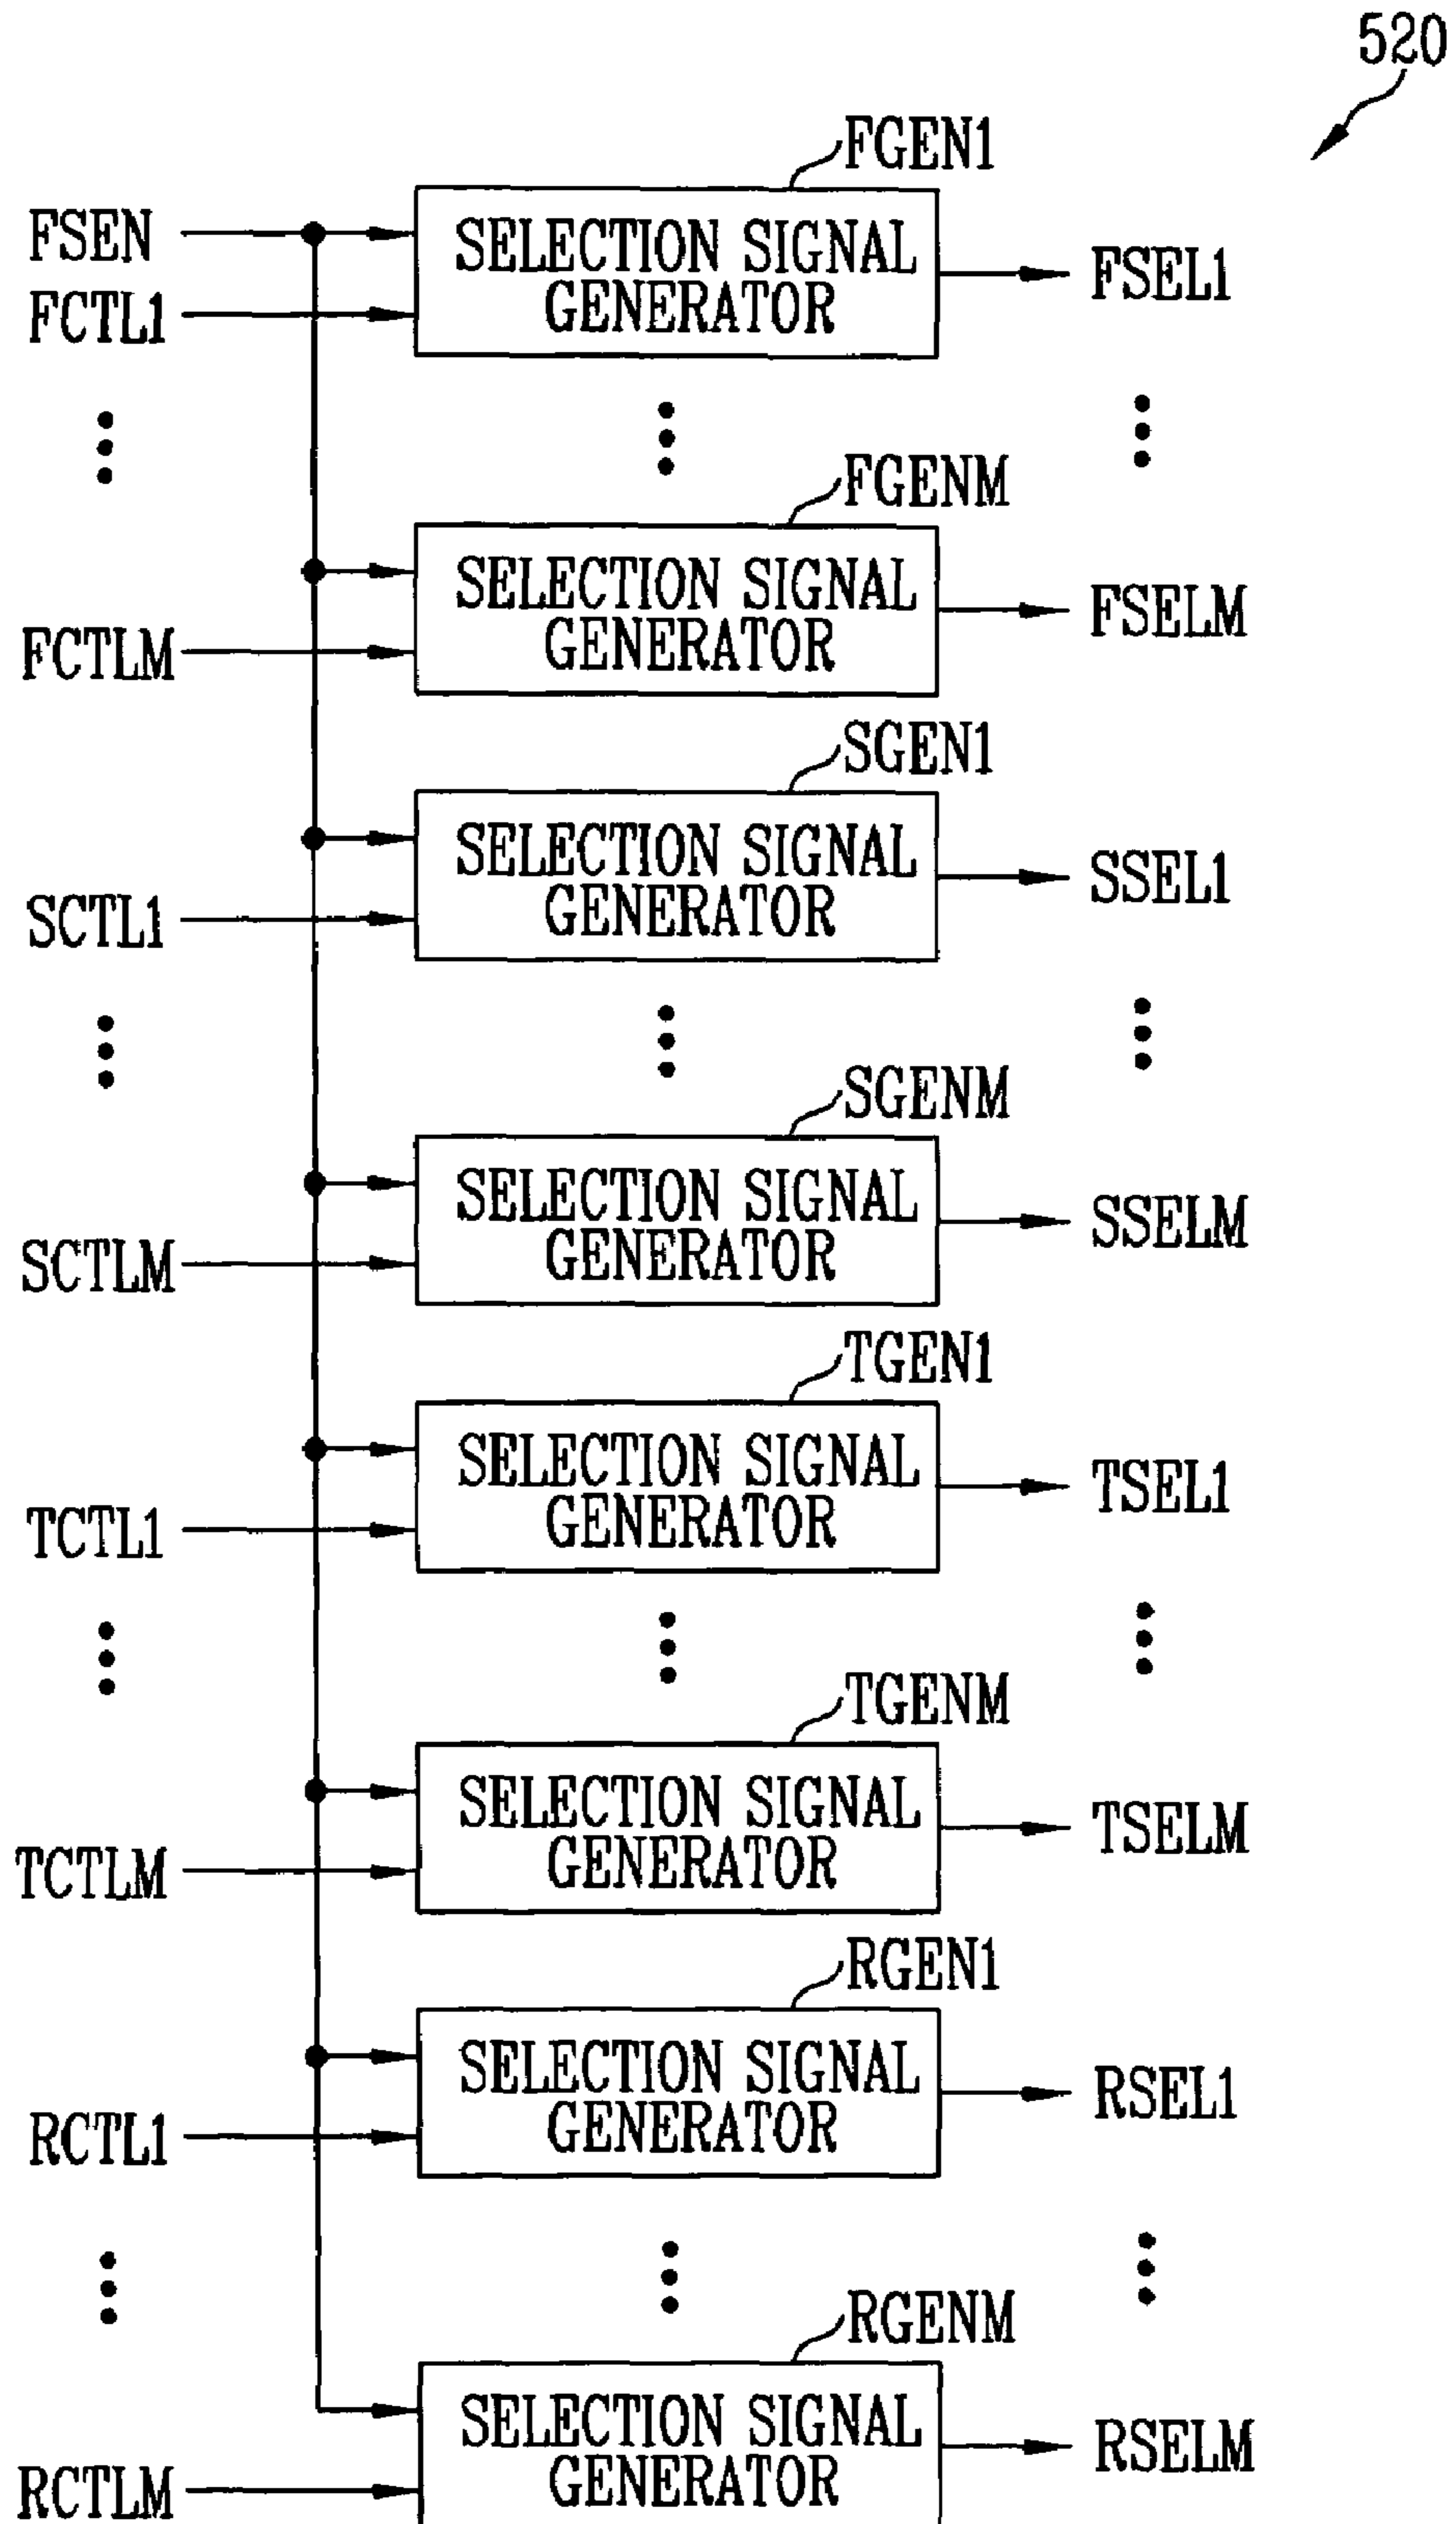 520
FGEN1
FSEN
SELECTION SIGNAL
GENERATOR
FSEL1
FCTL1
FGENM
SELECTION SIGNAL
GENERATOR
FSELM
FCTLM
SGEN1
SELECTION SIGNAL
GENERATOR
SSEL1
SCTL1
SGENM
SELECTION SIGNAL
GENERATOR
SSELM
SCTLM
TGEN1
SELECTION SIGNAL
GENERATOR
TSEL1
TCTL1
TGENM
SELECTION SIGNAL
GENERATOR
TSELM
TCTLM
RGEN1
SELECTION SIGNAL
GENERATOR
RSEL1
RCTL1
RGENM
SELECTION SIGNAL
GENERATOR
RSELM
RCTLM